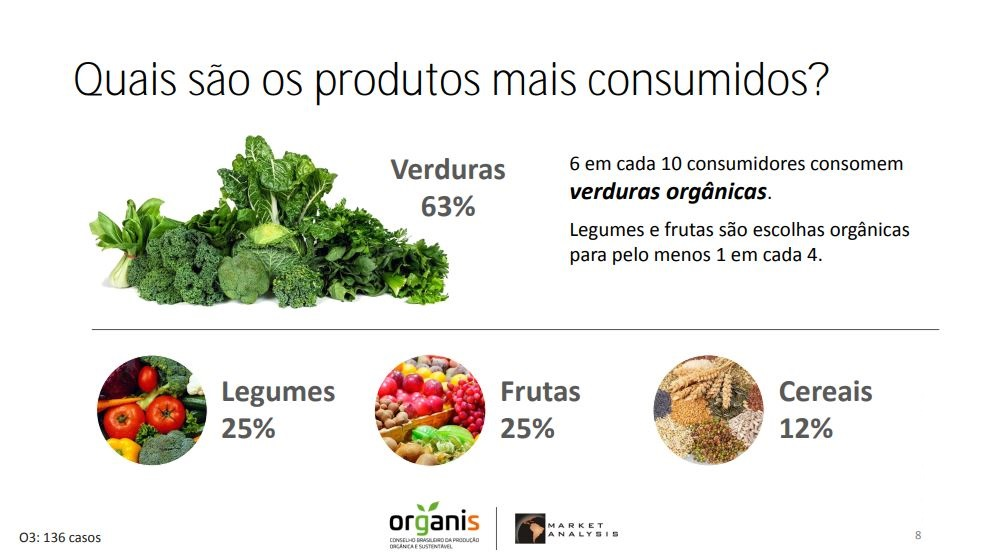 Quais são os produtos mais consumidos?
Verduras
63%
6 em cada 10 consumidores consomem
verduras orgânicas.
Legumes e frutas são escolhas orgânicas
para pelo menos 1 em cada 4.
Legumes
25%
Frutas
25%
Cereais
12%
O3: 136 casos
organis
CONSELHO BRASILEIRO DA PRODUÇÃO
ORGÂNICA E SUSTENTÁVEL
MARKET
ANALYSIS
8